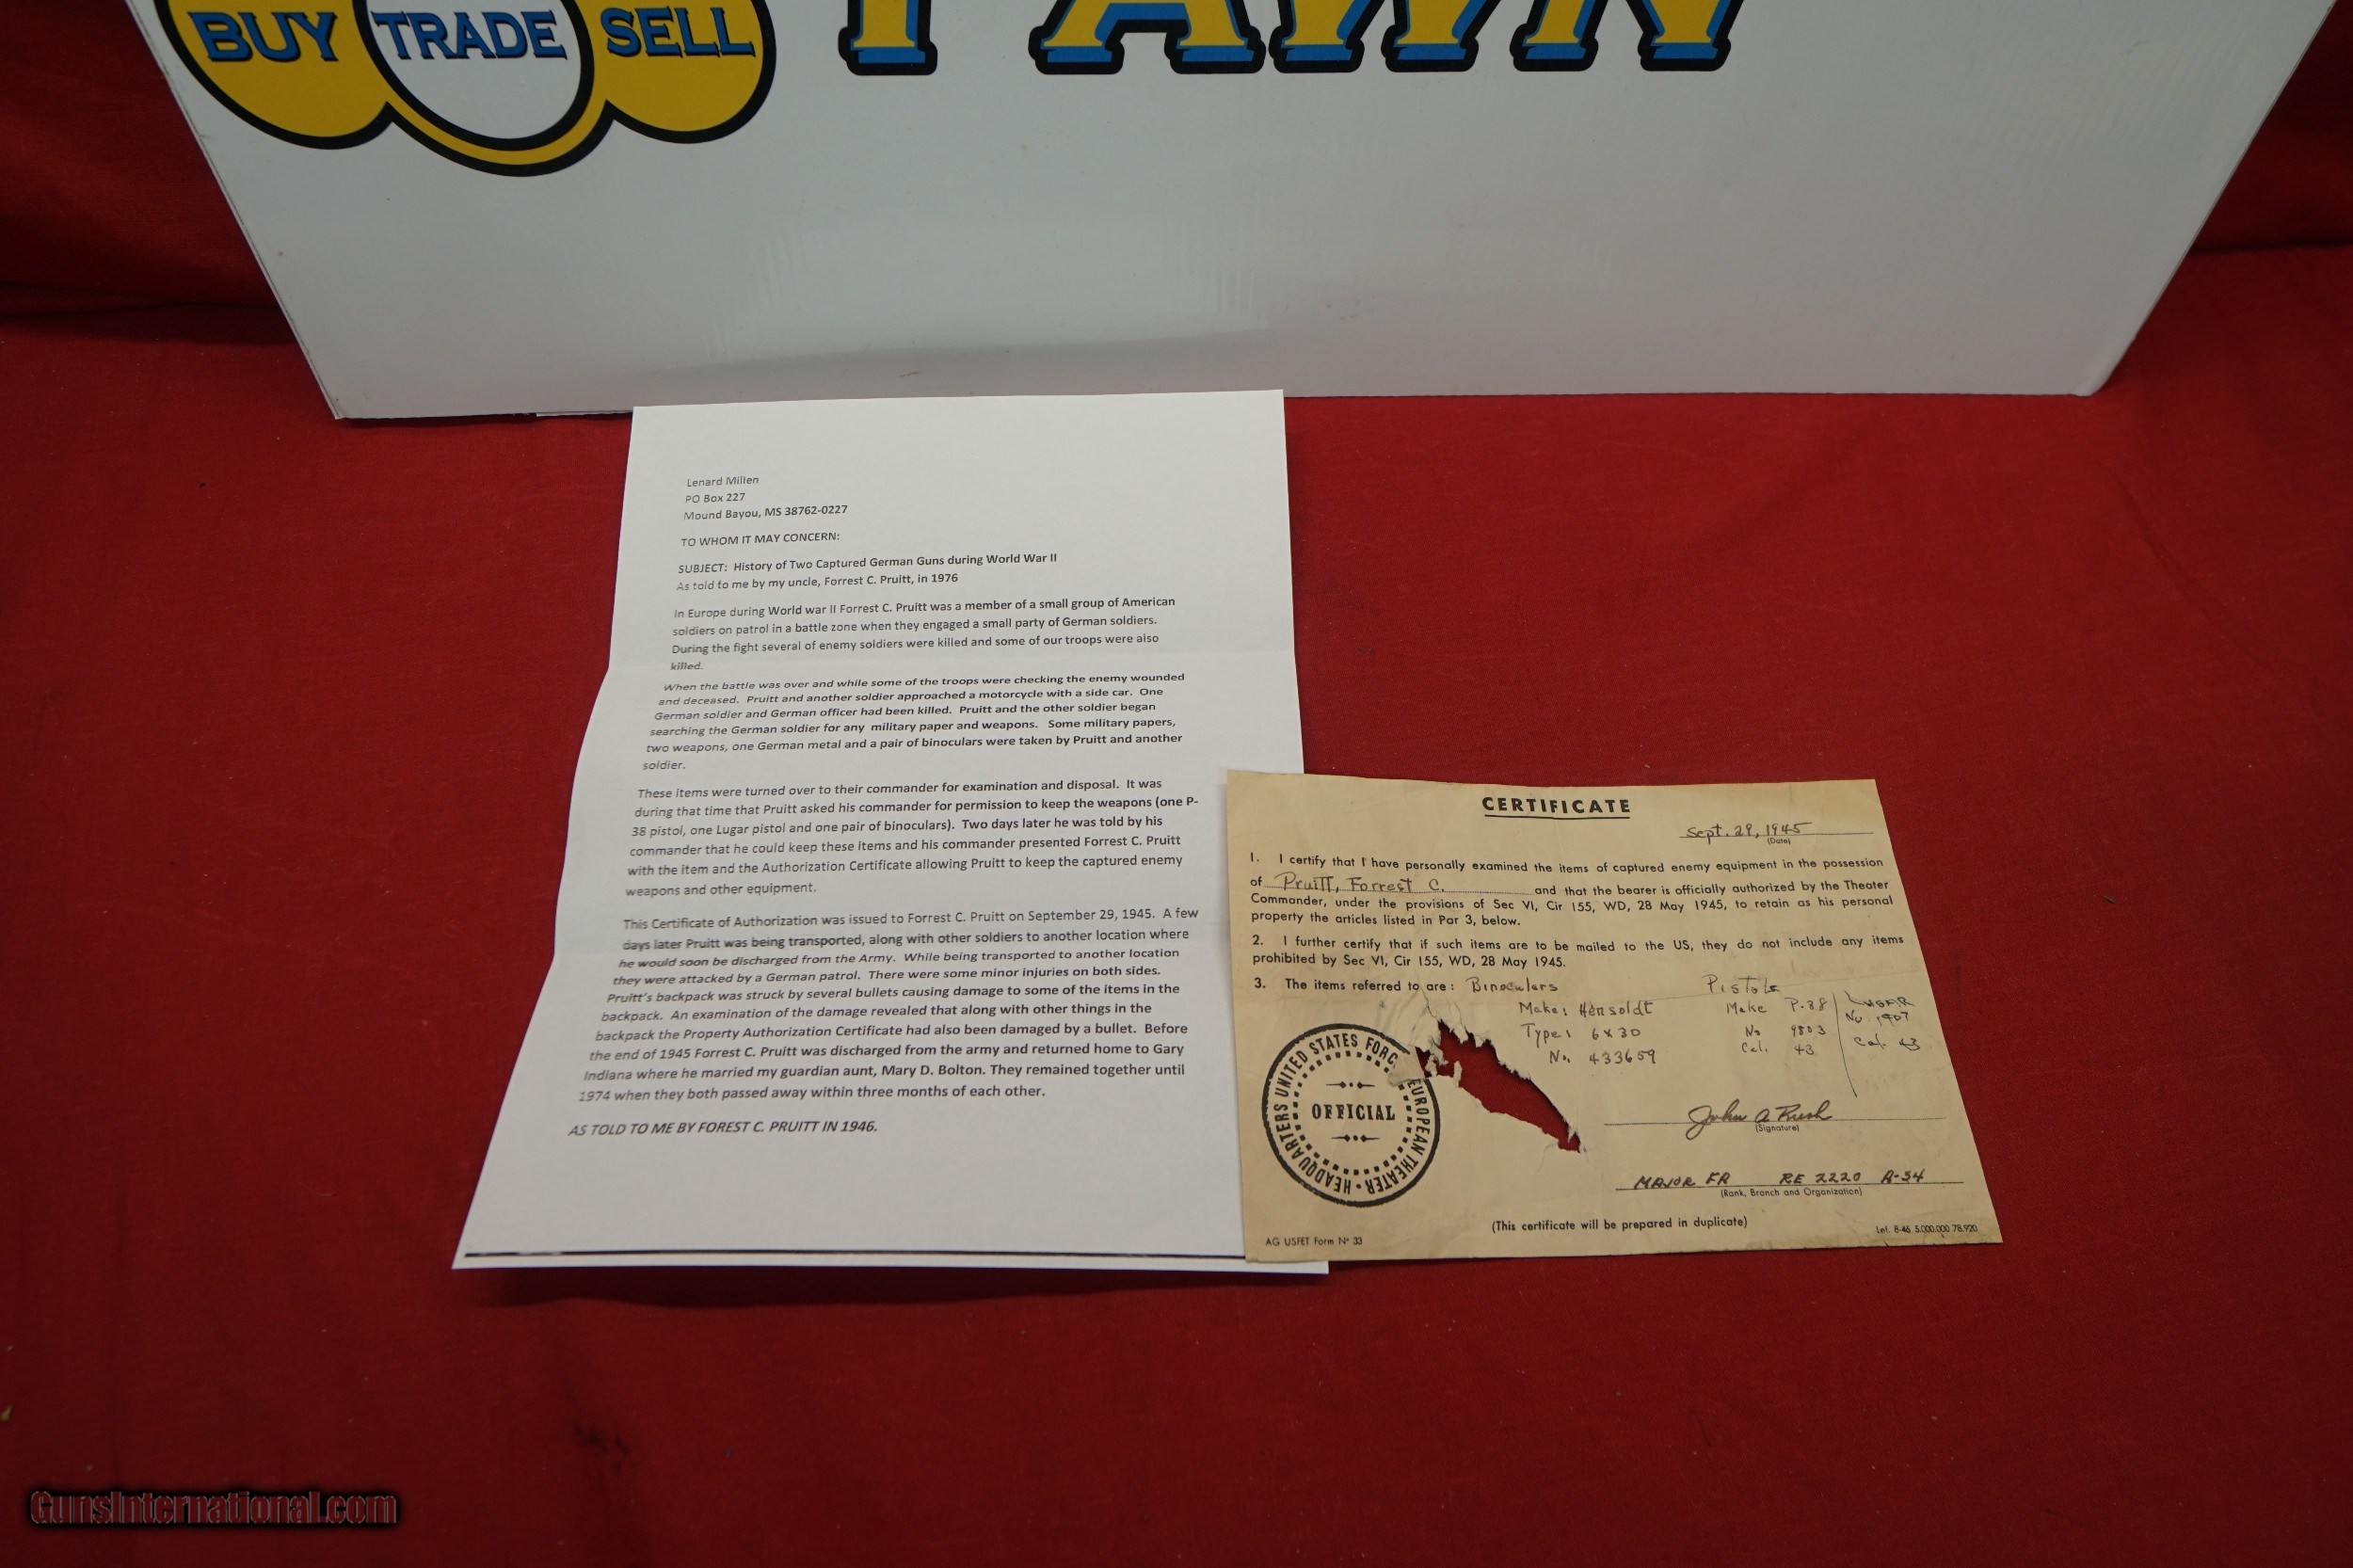 BUY TRADE SELL
PAWN
Lenard Millen
PO Box 227
Mound Bayou, MS 38762-0227
TO WHOM IT MAY CONCERN:
SUBJECT: History of Two Captured German Guns during World War II
As told to me by my uncle, Forrest C. Pruitt, in 1976
In Europe during World war II Forrest C. Pruitt was a member of a small group of American
soldiers on patrol in a battle zone when they engaged a small party of German soldiers.
During the fight several of enemy soldiers were killed and some of our troops were also
killed.
When the battle was over and while some of the troops were checking the enemy wounded
and deceased. Pruitt and another soldier approached a motorcycle with a side car. One
German soldier and German officer had been killed. Pruitt and the other soldier began
searching the German soldier for any military paper and weapons. Some military papers,
two weapons, one German metal and a pair of binoculars were taken by Pruitt and another
soldier.
These items were turned over to their commander for examination and disposal. It was
during that time that Pruitt asked his commander for permission to keep the weapons (one P-
38 pistol, one Lugar pistol and one pair of binoculars). Two days later he was told by his
commander that he could keep these items and his commander presented Forrest C. Pruitt
with the item and the Authorization Certificate allowing Pruitt to keep the captured enemy
weapons and other equipment.
This Certificate of Authorization was issued to Forrest C. Pruitt on September 29, 1945. A few
days later Pruitt was being transported, along with other soldiers to another location where
he would soon be discharged from the Army. While being transported to another location
they were attacked by a German patrol. There were some minor injuries on both sides.
Pruitt's backpack was struck by several bullets causing damage to some of the items in the
backpack. An examination of the damage revealed that along with other things in the
backpack the Property Authorization Certificate had also been damaged by a bullet. Before
the end of 1945 Forrest C. Pruitt was discharged from the army and returned home to Gary
Indiana where he married my guardian aunt, Mary D. Bolton. They remained together until
1974 when they both passed away within three months of each other.
AS TOLD TO ME BY FOREST C. PRUITT IN 1946.
CERTIFICATE
Sept. 29, 1945
(Date)
1. I certify that I have personally examined the items of captured enemy equipment in the possession
of Pruitt, Forrest C. and that the bearer is officially authorized by the Theater
Commander, under the provisions of Sec VI, Cir 155, WD, 28 May 1945, to retain as his personal
property the articles listed in Par 3, below.
2. I further certify that if such items are to be mailed to the US, they do not include any items
prohibited by Sec VI, Cir 155, WD, 28 May 1945.
3. The items referred to are: Binoculars Pistols
Make: Hensoldt Make P-38 LUGAR
Type: 6x30 No 9803 No 1907
No. 433659 Cal. 43 Cal. 43
HEADQUARTERS UNITED STATES FORC EUROPEAN THEATER
OFFICIAL
John A Rush
(Signature)
MAJOR FA RE 2220 A-54
(Rank, Branch and Organization)
(This certificate will be prepared in duplicate)
AG USFET Form No 33
Let. 8-46 5.000.000 78.920
GunsInternational.com